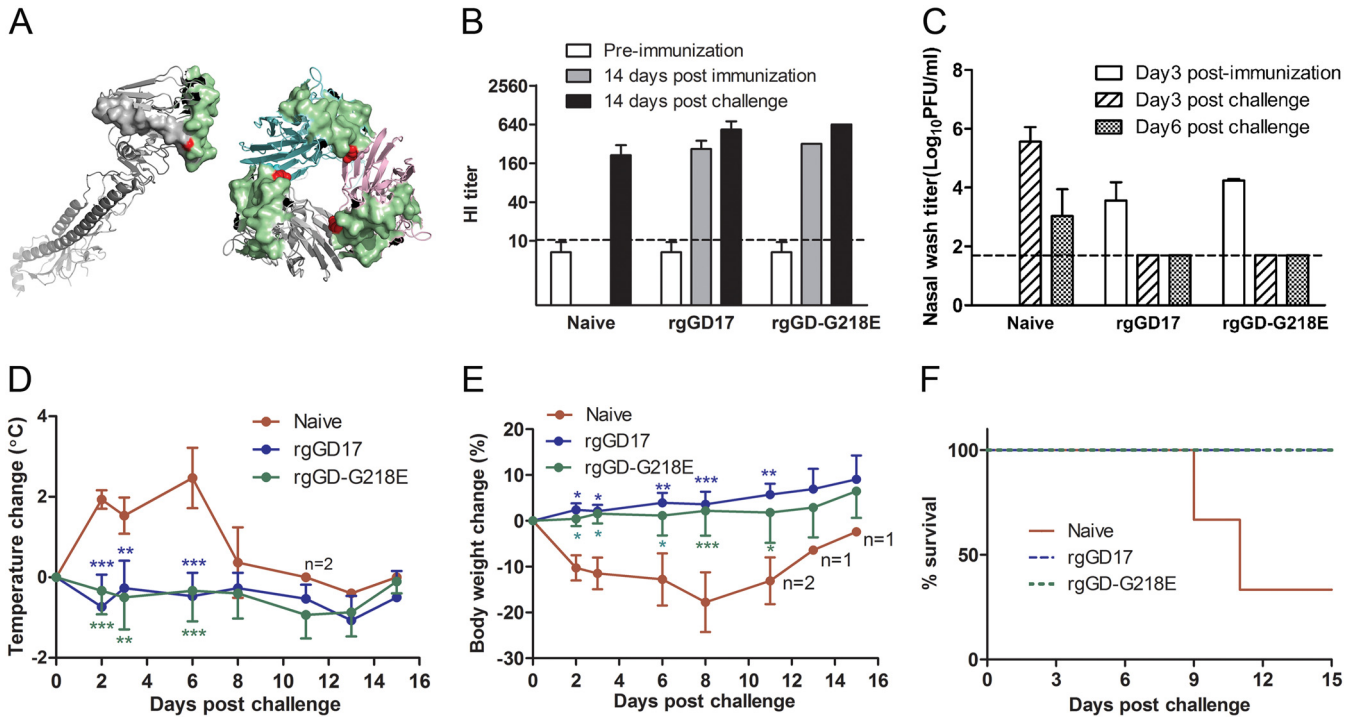 A
B
Pre-immunization
14 days post immunization
14 days post challenge
HI titer
2560
640
160
40
10
Naive
rgGD17
rgGD-G218E
C
Day3 post-immunization
Day3 post challenge
Day6 post challenge
Nasal wash titer(Log10PFU/ml)
8
6
4
2
0
Naive
rgGD17
rgGD-G218E
D
Naive
rgGD17
rgGD-G218E
Temperature change (°C)
4
2
0
-2
*** ** ***
n=2
*** ** ***
0 2 4 6 8 10 12 14 16
Days post challenge
E
Naive
rgGD17
rgGD-G218E
Body weight change (%)
20
10
0
-10
-20
-30
* * ** *** **
* * * *** *
n=2
n=1
n=1
0 2 4 6 8 10 12 14 16
Days post challenge
F
% survival
100
50
0
Naive
rgGD17
rgGD-G218E
0 3 6 9 12 15
Days post challenge